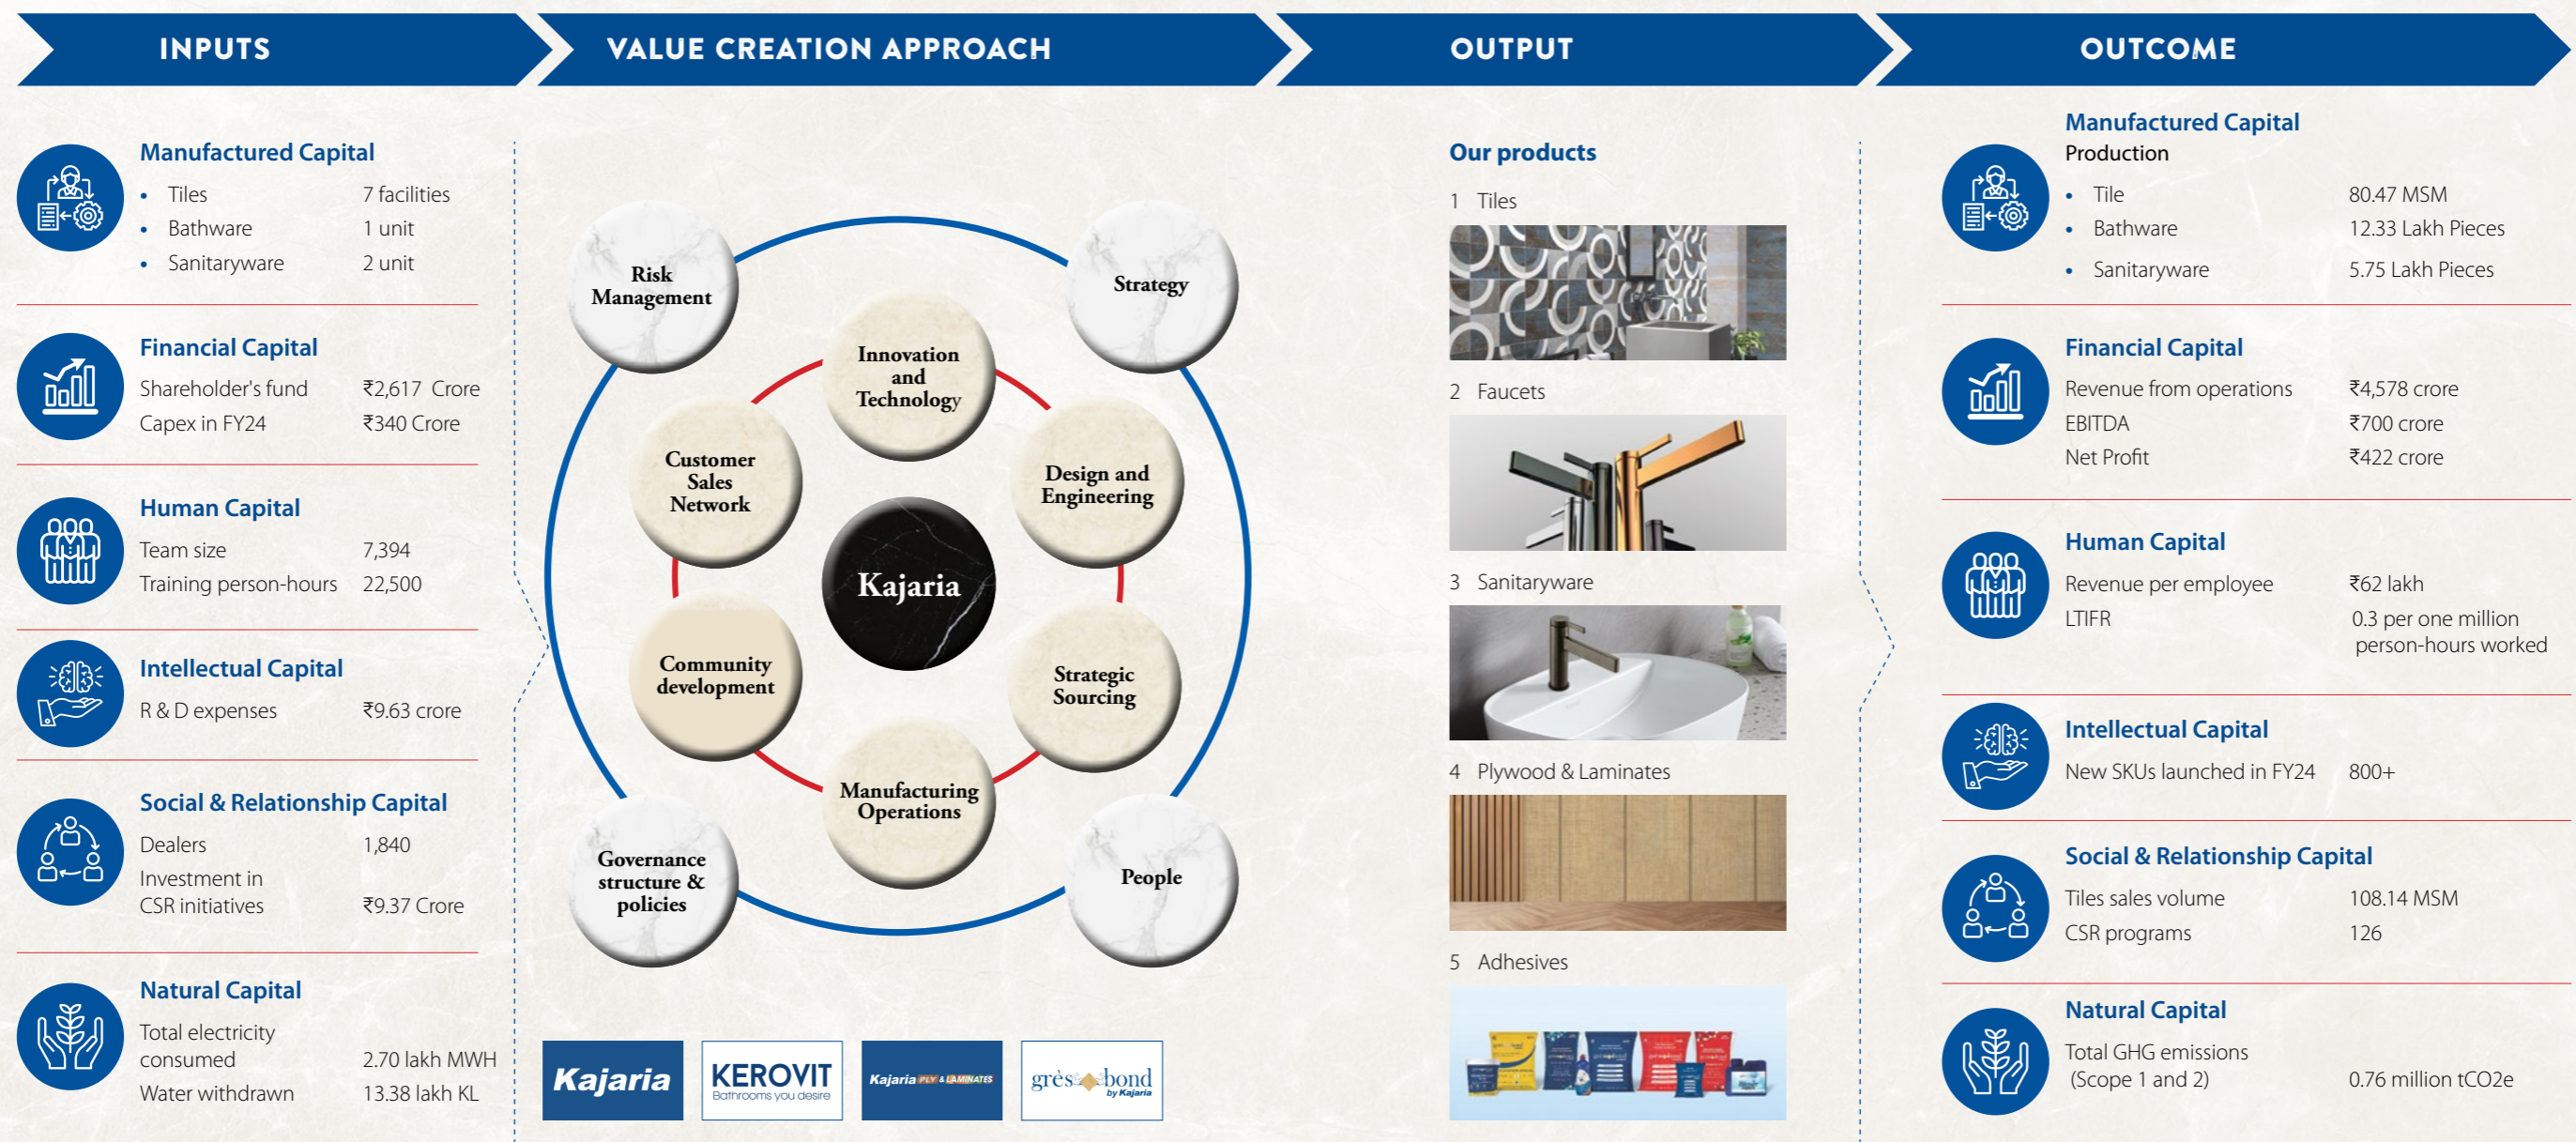 INPUTS
VALUE CREATION APPROACH
OUTPUT
OUTCOME
Manufactured Capital
• Tiles 7 facilities
• Bathware 1 unit
• Sanitaryware 2 unit
Financial Capital
Shareholder's fund ₹2,617 Crore
Capex in FY24 ₹340 Crore
Human Capital
Team size 7,394
Training person-hours 22,500
Intellectual Capital
R & D expenses ₹9.63 crore
Social & Relationship Capital
Dealers 1,840
Investment in
CSR initiatives ₹9.37 Crore
Natural Capital
Total electricity
consumed 2.70 lakh MWH
Water withdrawn 13.38 lakh KL
Risk
Management
Strategy
Innovation
and
Technology
Customer
Sales
Network
Design and
Engineering
Kajaria
Community
development
Strategic
Sourcing
Manufacturing
Operations
Governance
structure &
policies
People
Kajaria
KEROVIT
Bathrooms you desire
Kajaria PLY & LAMINATES
grès bond
by Kajaria
Our products
1 Tiles
2 Faucets
3 Sanitaryware
4 Plywood & Laminates
5 Adhesives
Manufactured Capital
Production
• Tile 80.47 MSM
• Bathware 12.33 Lakh Pieces
• Sanitaryware 5.75 Lakh Pieces
Financial Capital
Revenue from operations ₹4,578 crore
EBITDA ₹700 crore
Net Profit ₹422 crore
Human Capital
Revenue per employee ₹62 lakh
LTIFR 0.3 per one million
person-hours worked
Intellectual Capital
New SKUs launched in FY24 800+
Social & Relationship Capital
Tiles sales volume 108.14 MSM
CSR programs 126
Natural Capital
Total GHG emissions
(Scope 1 and 2) 0.76 million tCO2e